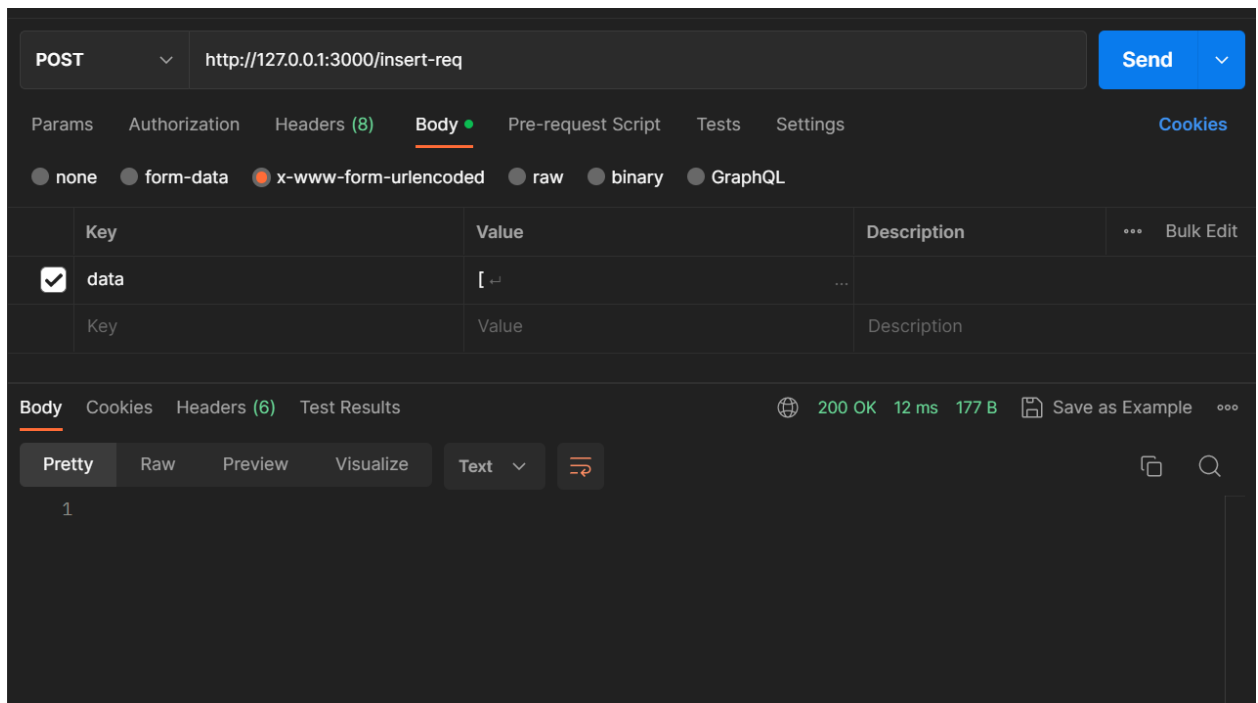 POST http://127.0.0.1:3000/insert-req Send
Params Authorization Headers (8) Body Pre-request Script Tests Settings Cookies
none form-data x-www-form-urlencoded raw binary GraphQL
Key Value Description Bulk Edit
data [ ↵ ...
Key Value Description
Body Cookies Headers (6) Test Results 200 OK 12 ms 177 B Save as Example
Pretty Raw Preview Visualize Text
1